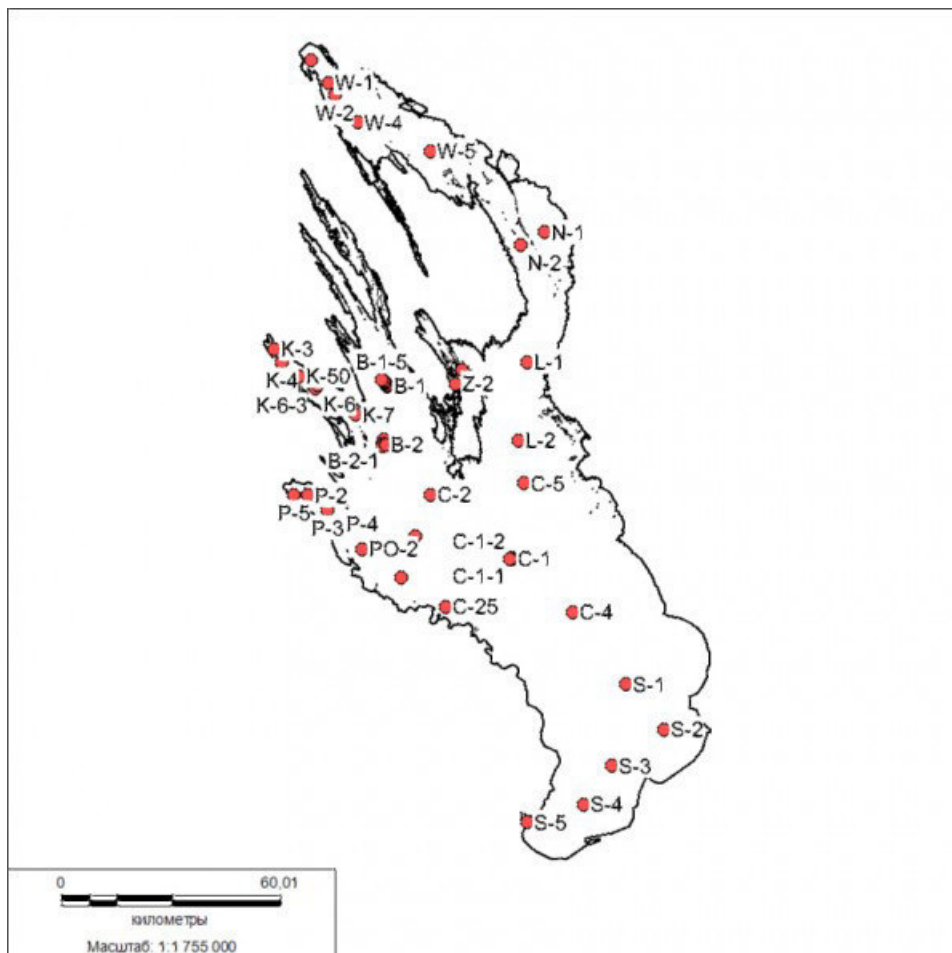 W-1
W-2
W-4
W-5
N-1
N-2
K-3
B-1-5
L-1
K-4
K-50
B-1
Z-2
K-6-3
K-6
K-7
B-2
L-2
B-2-1
C-5
P-2
C-2
P-5
P-3
P-4
PO-2
C-1-2
C-1
C-1-1
C-25
C-4
S-1
S-2
S-3
S-4
S-5
0 60,01
километры
Масштаб: 1:1 755 000